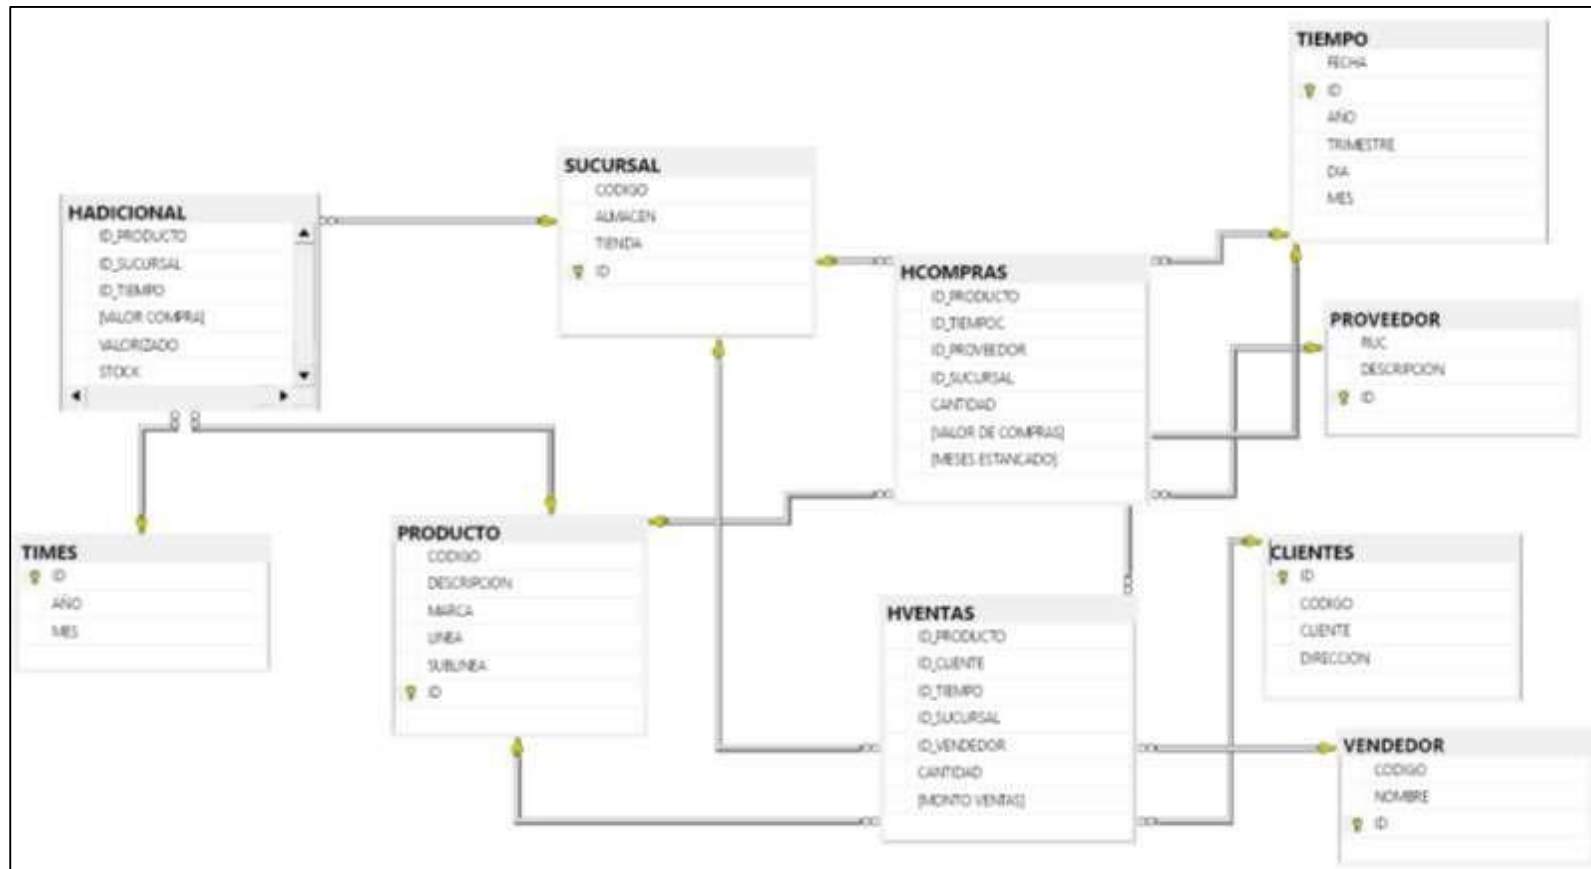 TIEMPO
FECHA
ID
AÑO
TRIMESTRE
DIA
MES
SUCURSAL
CODIGO
ALMACEN
TIENDA
ID
HADICIONAL
ID_PRODUCTO
ID_SUCURSAL
ID_TIEMPO
[VALOR COMPRA]
VALORIZADO
STOCK
HCOMPRAS
ID_PRODUCTO
ID_TIEMPOC
ID_PROVEEDOR
ID_SUCURSAL
CANTIDAD
[VALOR DE COMPRAS]
[MESES ESTANCADO]
PROVEEDOR
RUC
DESCRIPCION
ID
TIMES
ID
AÑO
MES
PRODUCTO
CODIGO
DESCRIPCION
MARCA
LINEA
SUBLINEA
ID
HVENTAS
ID_PRODUCTO
ID_CLIENTE
ID_TIEMPO
ID_SUCURSAL
ID_VENDEDOR
CANTIDAD
[MONTO VENTAS]
CLIENTES
ID
CODIGO
CLIENTE
DIRECCION
VENDEDOR
CODIGO
NOMBRE
ID